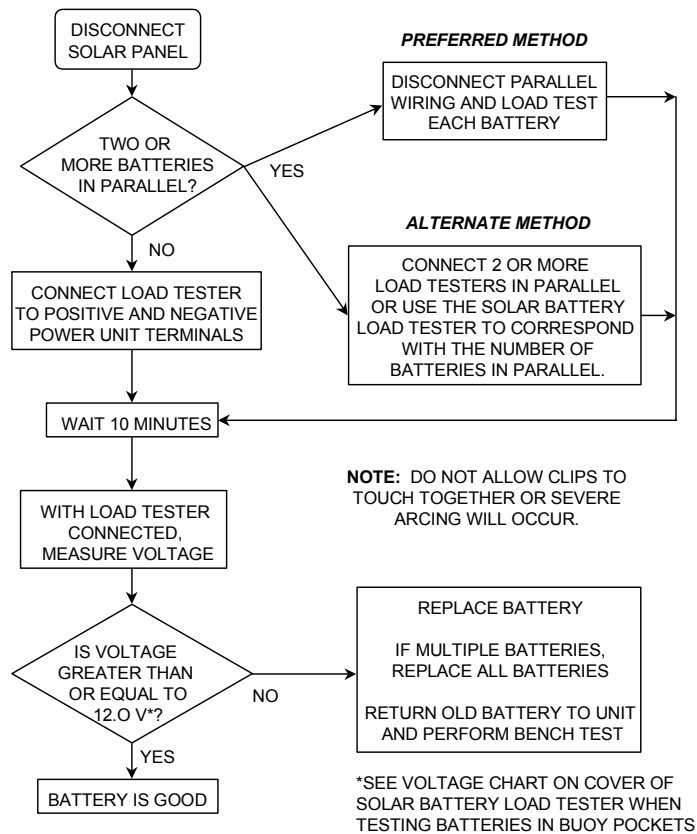 DISCONNECT
SOLAR PANEL
PREFERRED METHOD
DISCONNECT PARALLEL
WIRING AND LOAD TEST
EACH BATTERY
TWO OR
MORE BATTERIES
IN PARALLEL?
YES
NO
ALTERNATE METHOD
CONNECT 2 OR MORE
LOAD TESTERS IN PARALLEL
OR USE THE SOLAR BATTERY
LOAD TESTER TO CORRESPOND
WITH THE NUMBER OF
BATTERIES IN PARALLEL.
CONNECT LOAD TESTER
TO POSITIVE AND NEGATIVE
POWER UNIT TERMINALS
WAIT 10 MINUTES
NOTE: DO NOT ALLOW CLIPS TO
TOUCH TOGETHER OR SEVERE
ARCING WILL OCCUR.
WITH LOAD TESTER
CONNECTED,
MEASURE VOLTAGE
IS VOLTAGE
GREATER THAN
OR EQUAL TO
12.O V*?
NO
YES
REPLACE BATTERY
IF MULTIPLE BATTERIES,
REPLACE ALL BATTERIES
RETURN OLD BATTERY TO UNIT
AND PERFORM BENCH TEST
BATTERY IS GOOD
*SEE VOLTAGE CHART ON COVER OF
SOLAR BATTERY LOAD TESTER WHEN
TESTING BATTERIES IN BUOY POCKETS